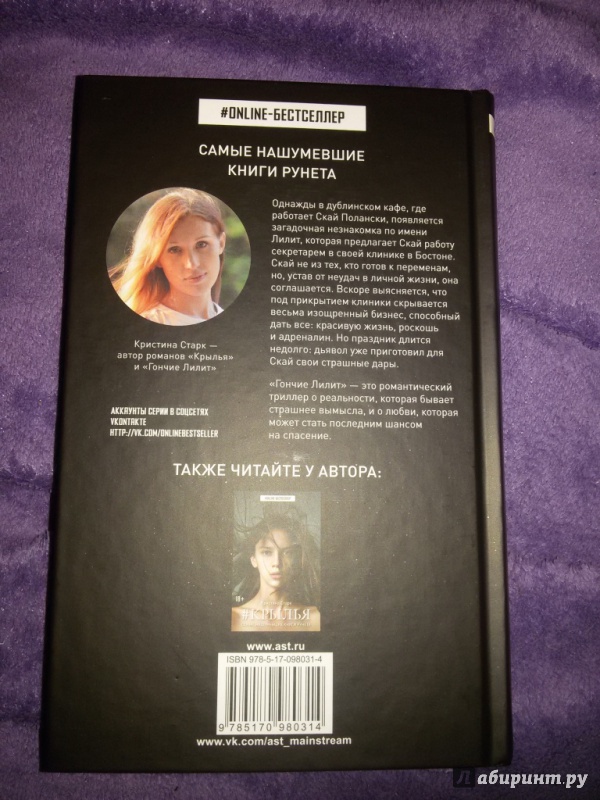 #ONLINE-БЕСТСЕЛЛЕР
САМЫЕ НАШУМЕВШИЕ
КНИГИ РУНЕТА
Однажды в дублинском кафе, где
работает Скай Полански, появляется
загадочная незнакомка по имени
Лилит, которая предлагает Скай работу
секретарем в своей клинике в Бостоне.
Скай не из тех, кто готов к переменам,
но, устав от неудач в личной жизни, она
соглашается. Вскоре выясняется, что
под прикрытием клиники скрывается
весьма изощренный бизнес, способный
дать все: красивую жизнь, роскошь
и адреналин. Но праздник длится
недолго: дьявол уже приготовил для
Скай свои страшные дары.
«Гончие Лилит» — это романтический
триллер о реальности, которая бывает
страшнее вымысла, и о любви, которая
может стать последним шансом
на спасение.
Кристина Старк —
автор романов «Крылья»
и «Гончие Лилит»
АККАУНТЫ СЕРИИ В СОЦСЕТЯХ
VKONTAKTE
HTTP://VK.COM/ONLINEBESTSELLER
ТАКЖЕ ЧИТАЙТЕ У АВТОРА:
#КРЫЛЬЯ
www.ast.ru
ISBN 978-5-17-098031-4
9 785170 980314
www.vk.com/ast_mainstream
Лабиринт.ру